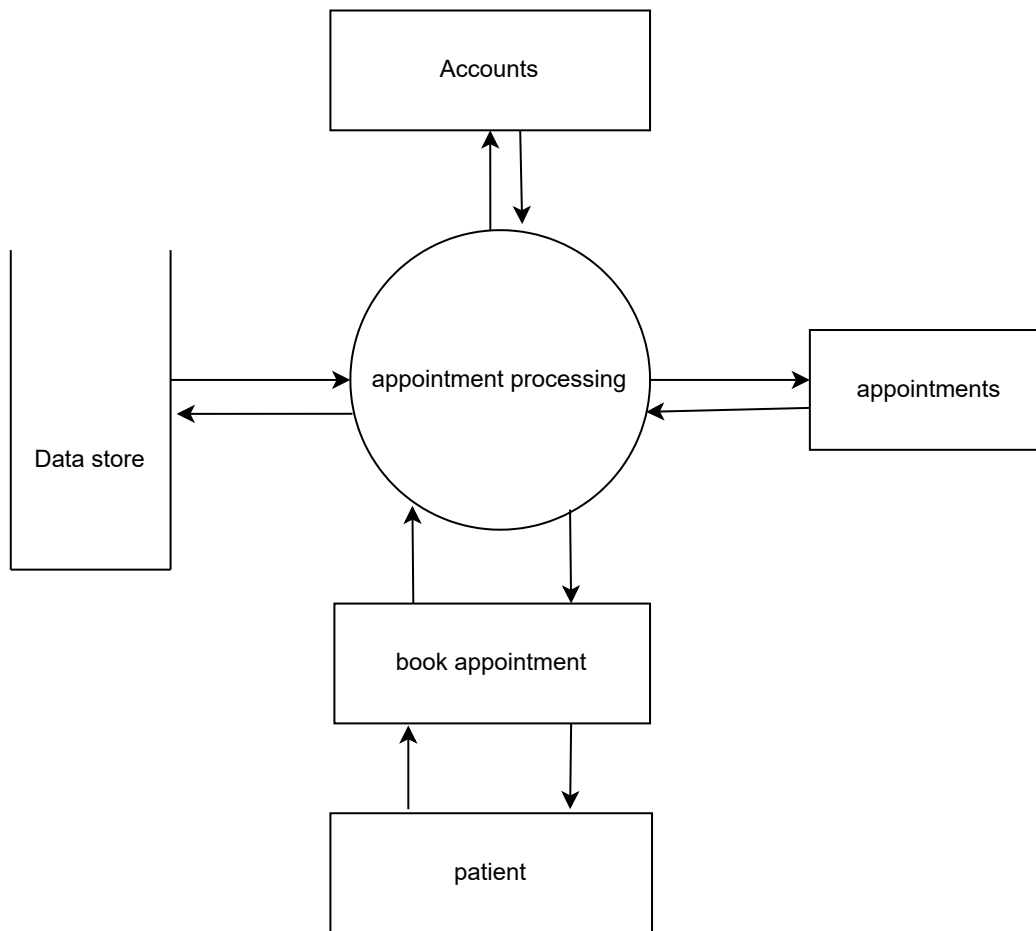 Accounts
appointment processing
appointments
Data store
book appointment
patient